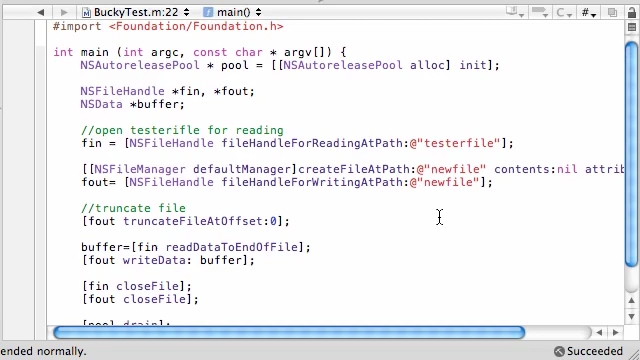 BuckyTest.m:22 main()
#import <Foundation/Foundation.h>
int main (int argc, const char * argv[]) {
NSAutoreleasePool * pool = [[NSAutoreleasePool alloc] init];
NSFileHandle *fin, *fout;
NSData *buffer;
//open testerifle for reading
fin = [NSFileHandle fileHandleForReadingAtPath:@"testerfile"];
[[NSFileManager defaultManager]createFileAtPath:@"newfile" contents:nil attrib
fout= [NSFileHandle fileHandleForWritingAtPath:@"newfile"];
//truncate file
[fout truncateFileAtOffset:0];
buffer=[fin readDataToEndOfFile];
[fout writeData: buffer];
[fin closeFile];
[fout closeFile];
[pool drain];
ended normally. Succeeded